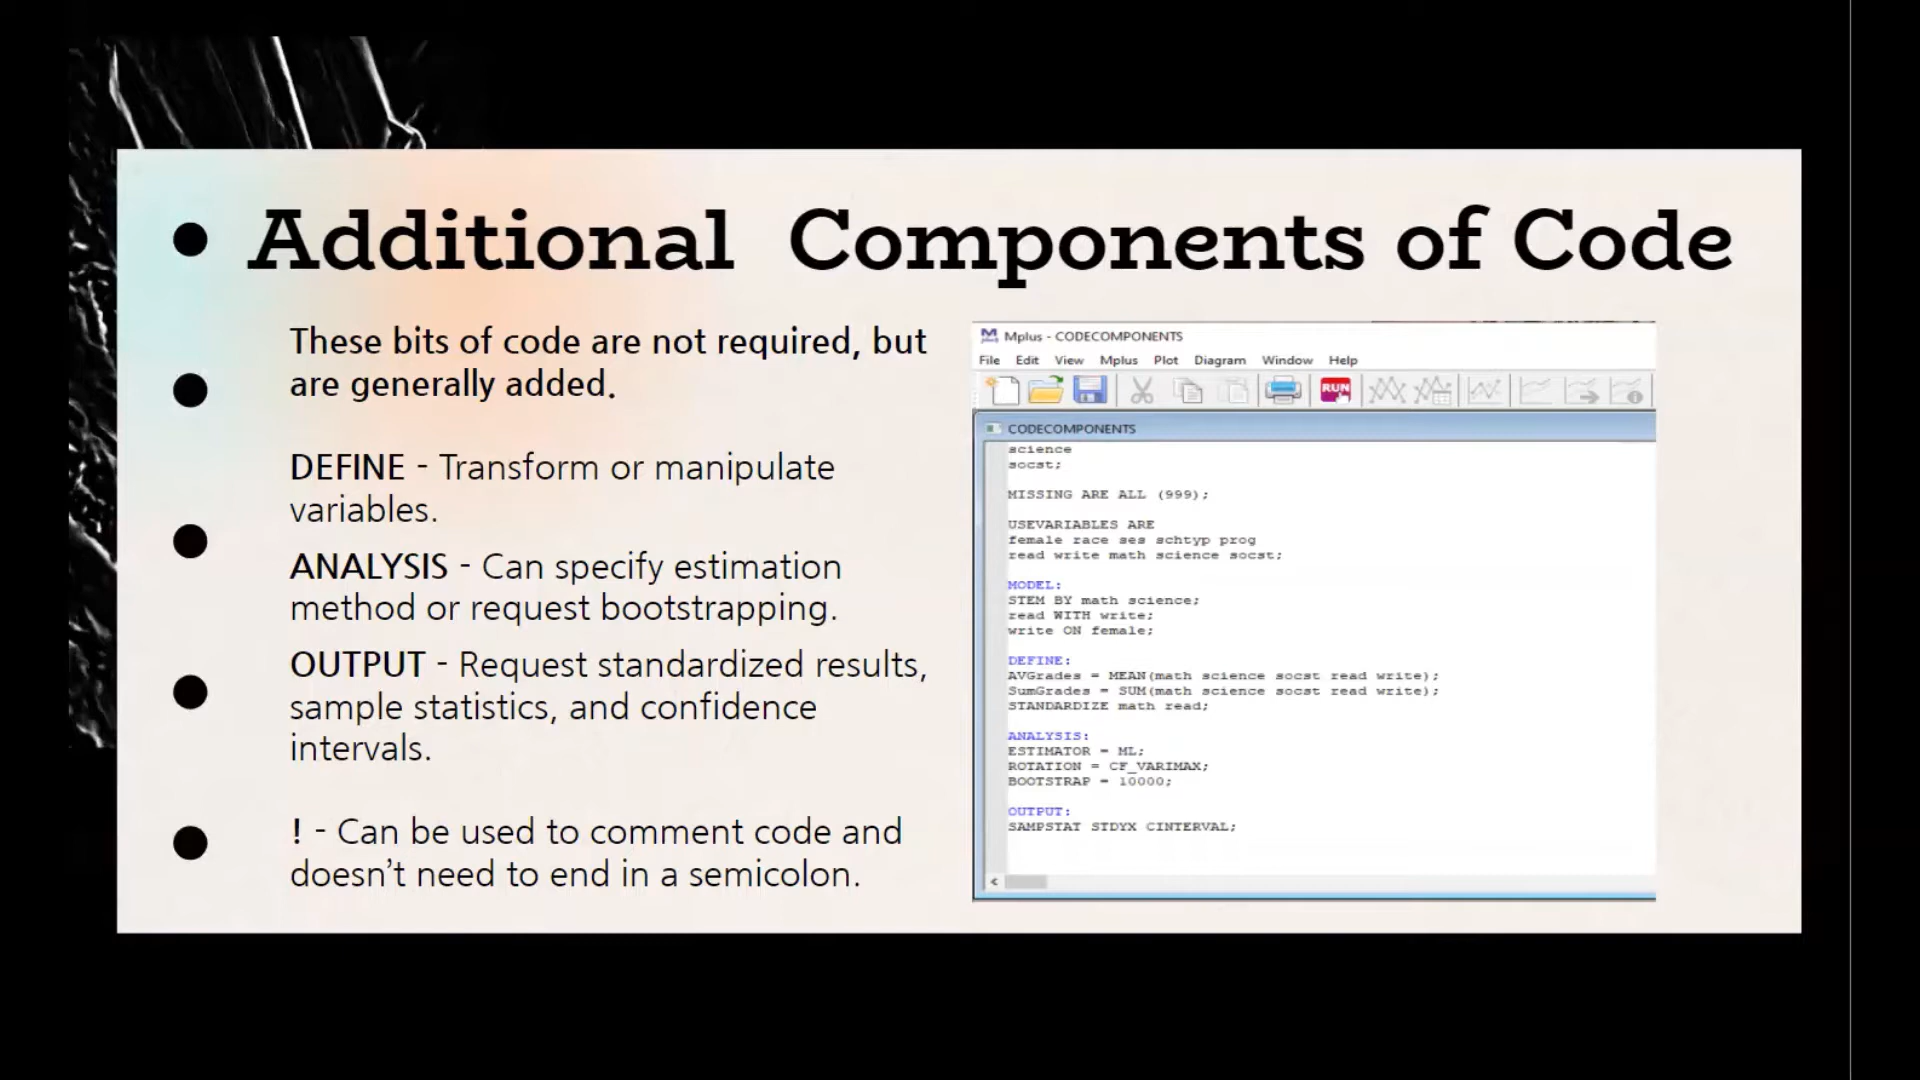 Additional Components of Code
These bits of code are not required, but
are generally added.
DEFINE - Transform or manipulate
variables.
ANALYSIS - Can specify estimation
method or request bootstrapping.
OUTPUT - Request standardized results,
sample statistics, and confidence
intervals.
! - Can be used to comment code and
doesn't need to end in a semicolon.
Mplus - CODECOMPONENTS
File Edit View Mplus Plot Diagram Window Help
RUN
CODECOMPONENTS
science
socst;
MISSING ARE ALL (999);
USEVARIABLES ARE
female race ses schtyp prog
read write math science socst;
MODEL:
STEM BY math science;
read WITH write;
write ON female;
DEFINE:
AVGrades = MEAN(math science socst read write);
SumGrades = SUM(math science socst read write);
STANDARDIZE math read;
ANALYSIS:
ESTIMATOR = ML;
ROTATION = CF_VARIMAX;
BOOTSTRAP = 10000;
OUTPUT:
SAMPSTAT STDYX CINTERVAL;